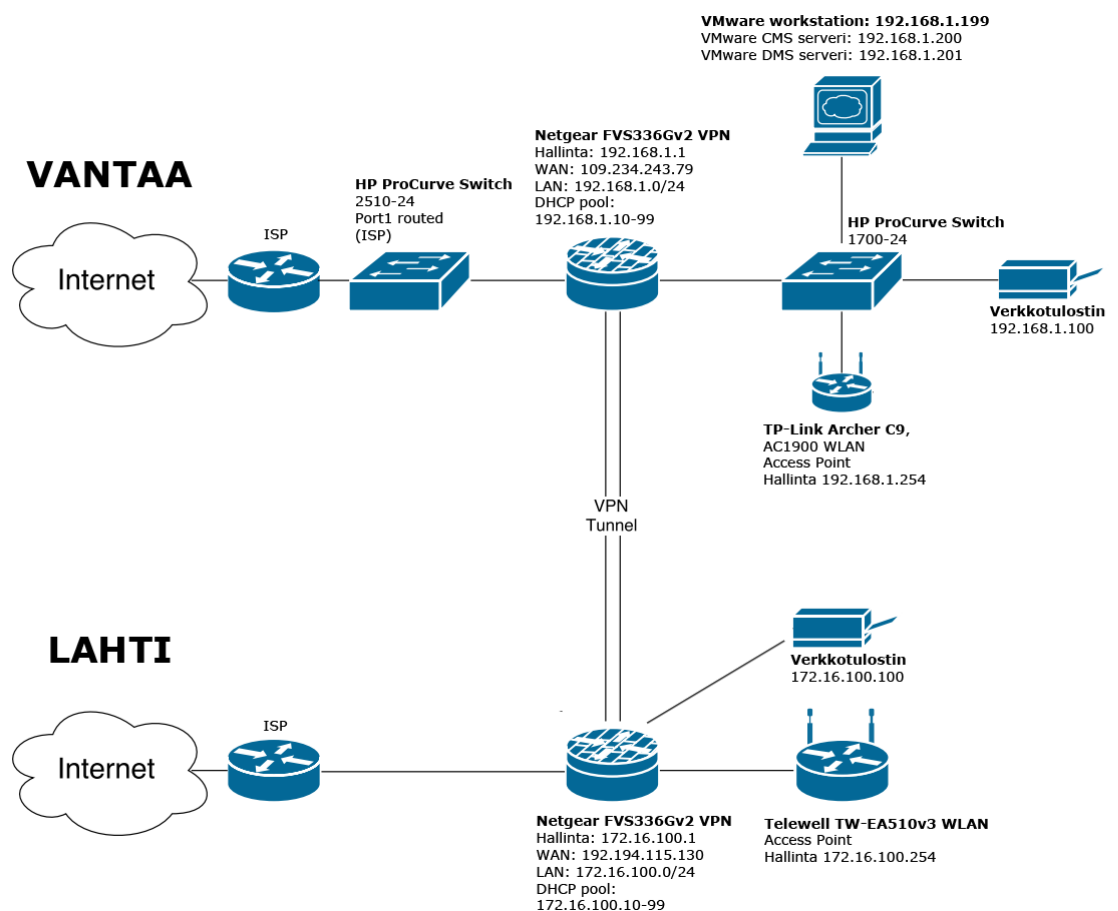 VMware workstation: 192.168.1.199
VMware CMS serveri: 192.168.1.200
VMware DMS serveri: 192.168.1.201
VANTAA
Internet
ISP
HP ProCurve Switch
2510-24
Port1 routed
(ISP)
Netgear FVS336Gv2 VPN
Hallinta: 192.168.1.1
WAN: 109.234.243.79
LAN: 192.168.1.0/24
DHCP pool:
192.168.1.10-99
HP ProCurve Switch
1700-24
Verkkotulostin
192.168.1.100
TP-Link Archer C9,
AC1900 WLAN
Access Point
Hallinta 192.168.1.254
VPN
Tunnel
LAHTI
Internet
ISP
Verkkotulostin
172.16.100.100
Netgear FVS336Gv2 VPN
Hallinta: 172.16.100.1
WAN: 192.194.115.130
LAN: 172.16.100.0/24
DHCP pool:
172.16.100.10-99
Telewell TW-EA510v3 WLAN
Access Point
Hallinta 172.16.100.254